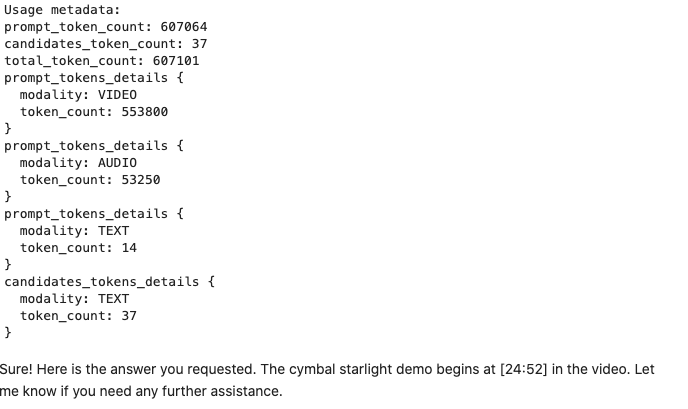 Usage metadata:
prompt_token_count: 607064
candidates_token_count: 37
total_token_count: 607101
prompt_tokens_details {
  modality: VIDEO
  token_count: 553800
}
prompt_tokens_details {
  modality: AUDIO
  token_count: 53250
}
prompt_tokens_details {
  modality: TEXT
  token_count: 14
}
candidates_tokens_details {
  modality: TEXT
  token_count: 37
}
Sure! Here is the answer you requested. The cymbal starlight demo begins at [24:52] in the video. Let
me know if you need any further assistance.